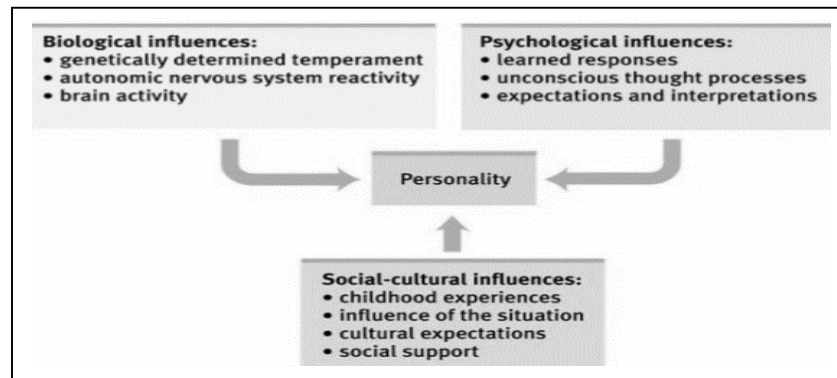 Biological influences:
• genetically determined temperament
• autonomic nervous system reactivity
• brain activity
Psychological influences:
• learned responses
• unconscious thought processes
• expectations and interpretations
Personality
Social-cultural influences:
• childhood experiences
• influence of the situation
• cultural expectations
• social support